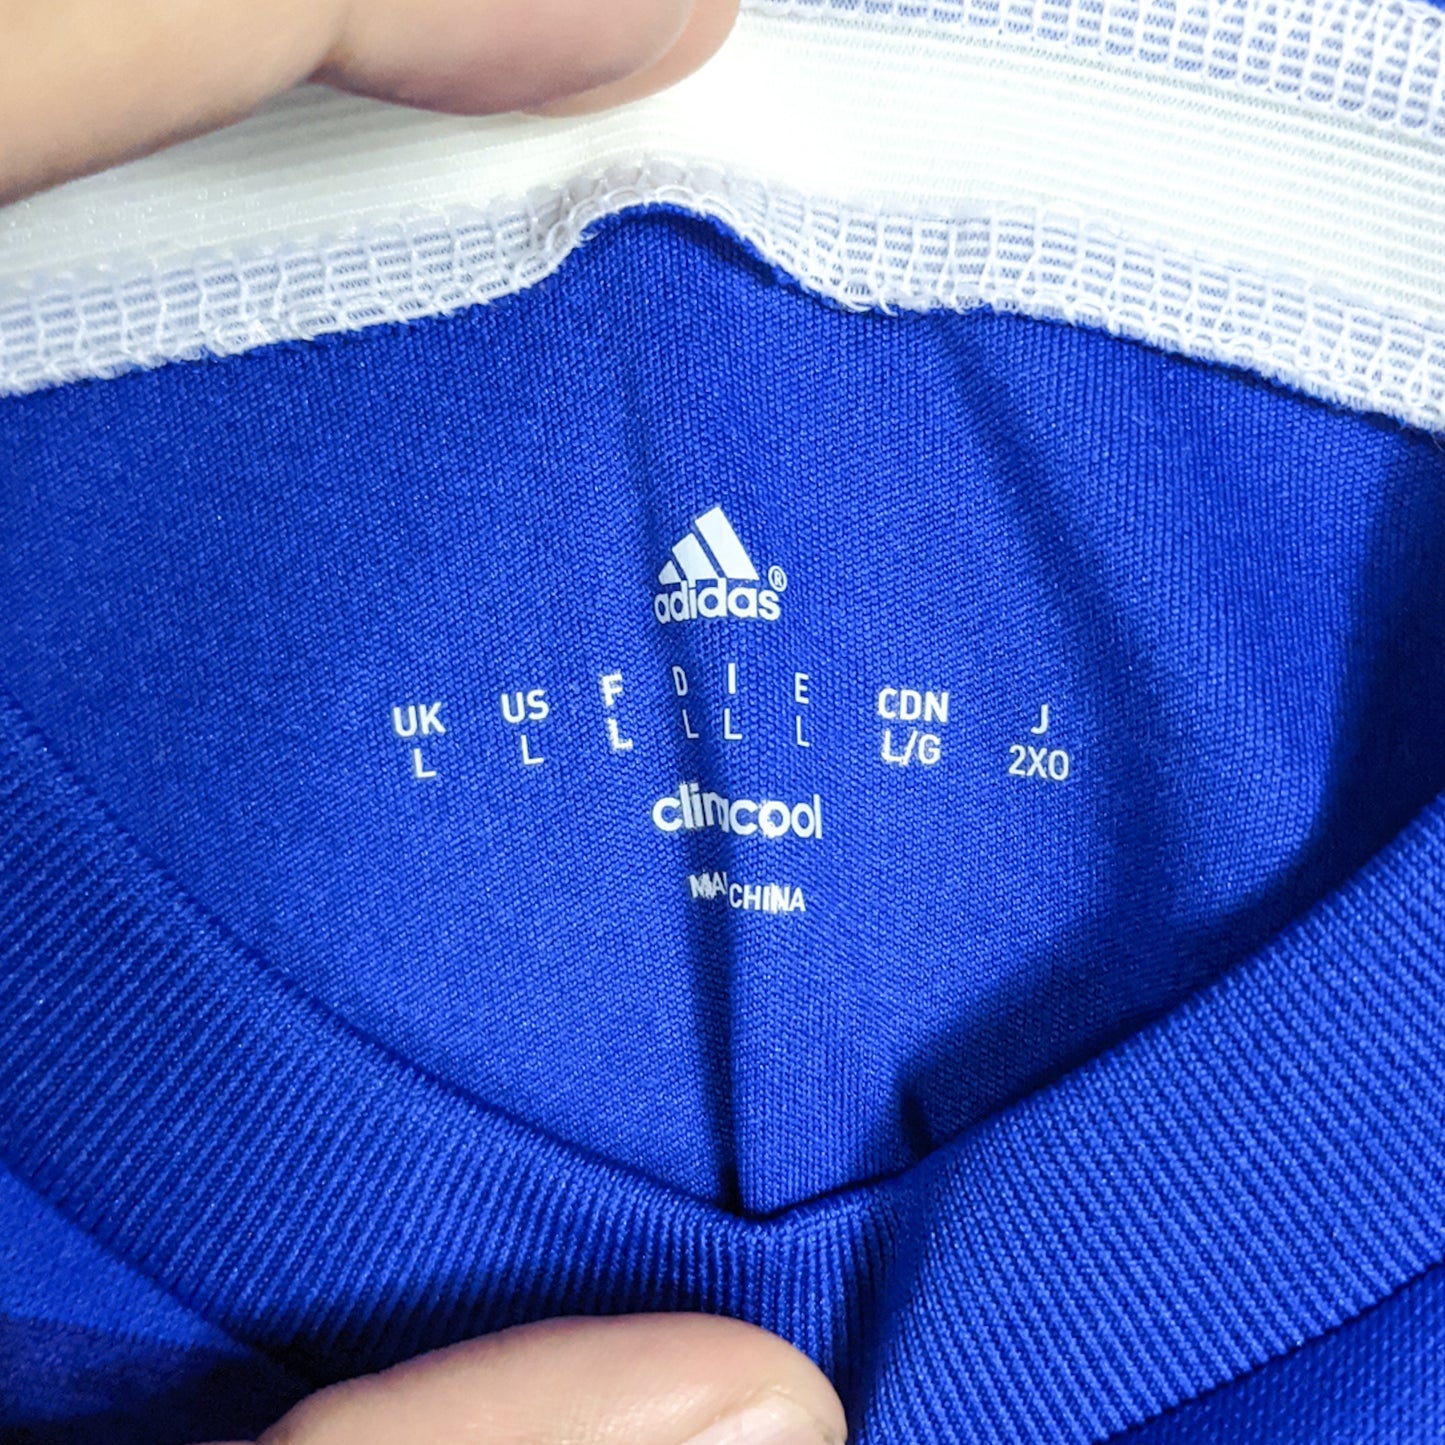 adidas®
UK US F D I E CDN J
L L L L L L L/G 2XO
climacool
CHINA